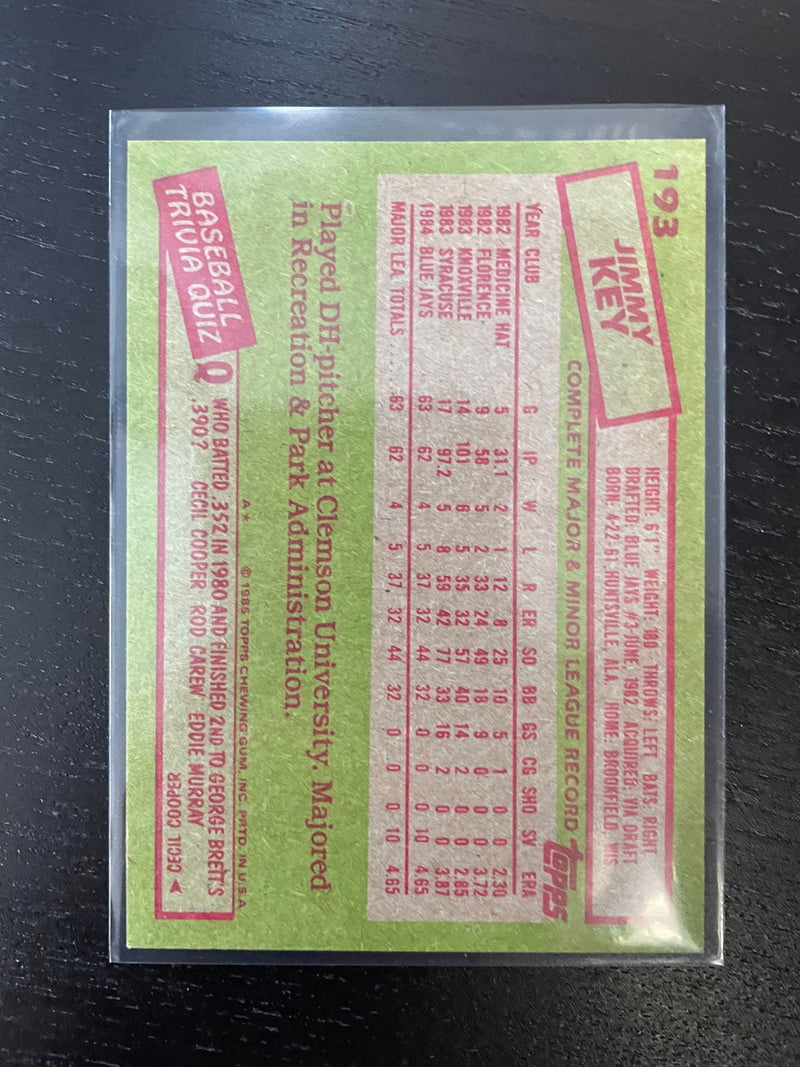 193
JIMMY
KEY
HEIGHT: 6'1" WEIGHT: 180 THROWS: LEFT BATS: RIGHT
DRAFTED: BLUE JAYS #3-JUNE, 1982 ACQUIRED: VIA DRAFT
BORN: 4-22-61, HUNTSVILLE, ALA. HOME: BROOKFIELD, WIS
COMPLETE MAJOR & MINOR LEAGUE RECORD
topps
YEAR CLUB G IP W L R ER SO BB GS CG SHO SV ERA
1982 MEDICINE HAT 5 31.1 2 1 12 8 25 10 5 1 0 0 2.30
1982 FLORENCE 9 58 5 2 33 24 49 18 9 0 0 0 3.72
1983 KNOXVILLE 14 101 6 5 35 32 57 40 14 2 0 0 2.85
1983 SYRACUSE 17 97.2 5 8 59 42 77 33 16 2 0 0 3.87
1984 BLUE JAYS 63 62 4 5 37 32 44 32 0 0 0 10 4.65
MAJOR LEA. TOTALS ......63 62 4 5 37 32 44 32 0 0 0 10 4.65
Played DH-pitcher at Clemson University. Majored
in Recreation & Park Administration.
A* © 1985 TOPPS CHEWING GUM, INC. PRTD. IN U.S.A.
BASEBALL
TRIVIA QUIZ
Q WHO BATTED .352 IN 1980 AND FINISHED 2ND TO GEORGE BRETT'S
.390? CECIL COOPER ROD CAREW EDDIE MURRAY
CECIL COOPER